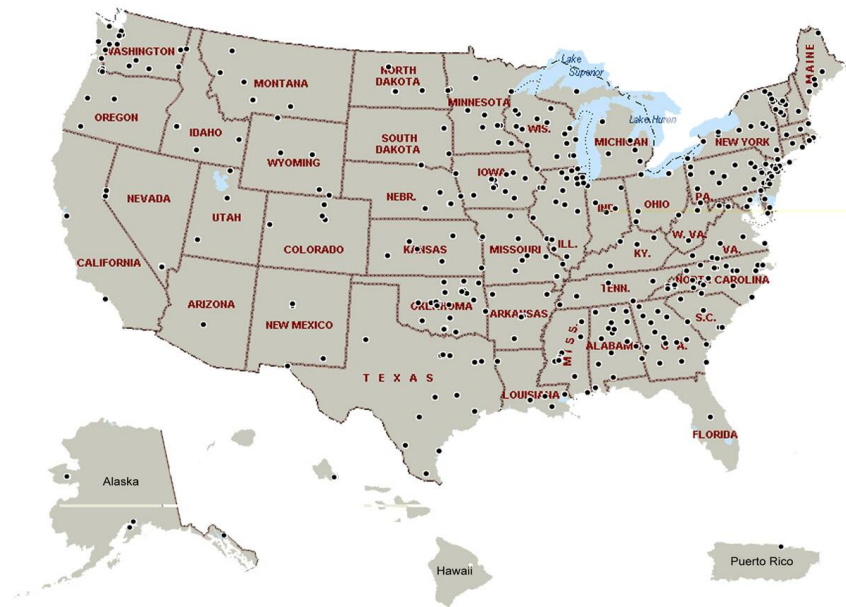 Lake
Superior
MAINE
WASHINGTON
MONTANA
NORTH
DAKOTA
MINNESOTA
OREGON
IDAHO
WIS.
Lake Huron
MICHIGAN
NEW YORK
SOUTH
DAKOTA
WYOMING
IOWA
NEVADA
UTAH
NEBR.
IND.
OHIO
PA.
CALIFORNIA
COLORADO
KANSAS
MISSOURI
ILL.
KY.
W. VA.
VA.
ARIZONA
NEW MEXICO
OKLAHOMA
ARKANSAS
TENN.
NORTH CAROLINA
S.C.
MISS.
ALABAMA
GA.
TEXAS
LOUISIANA
FLORIDA
Alaska
Hawaii
Puerto Rico